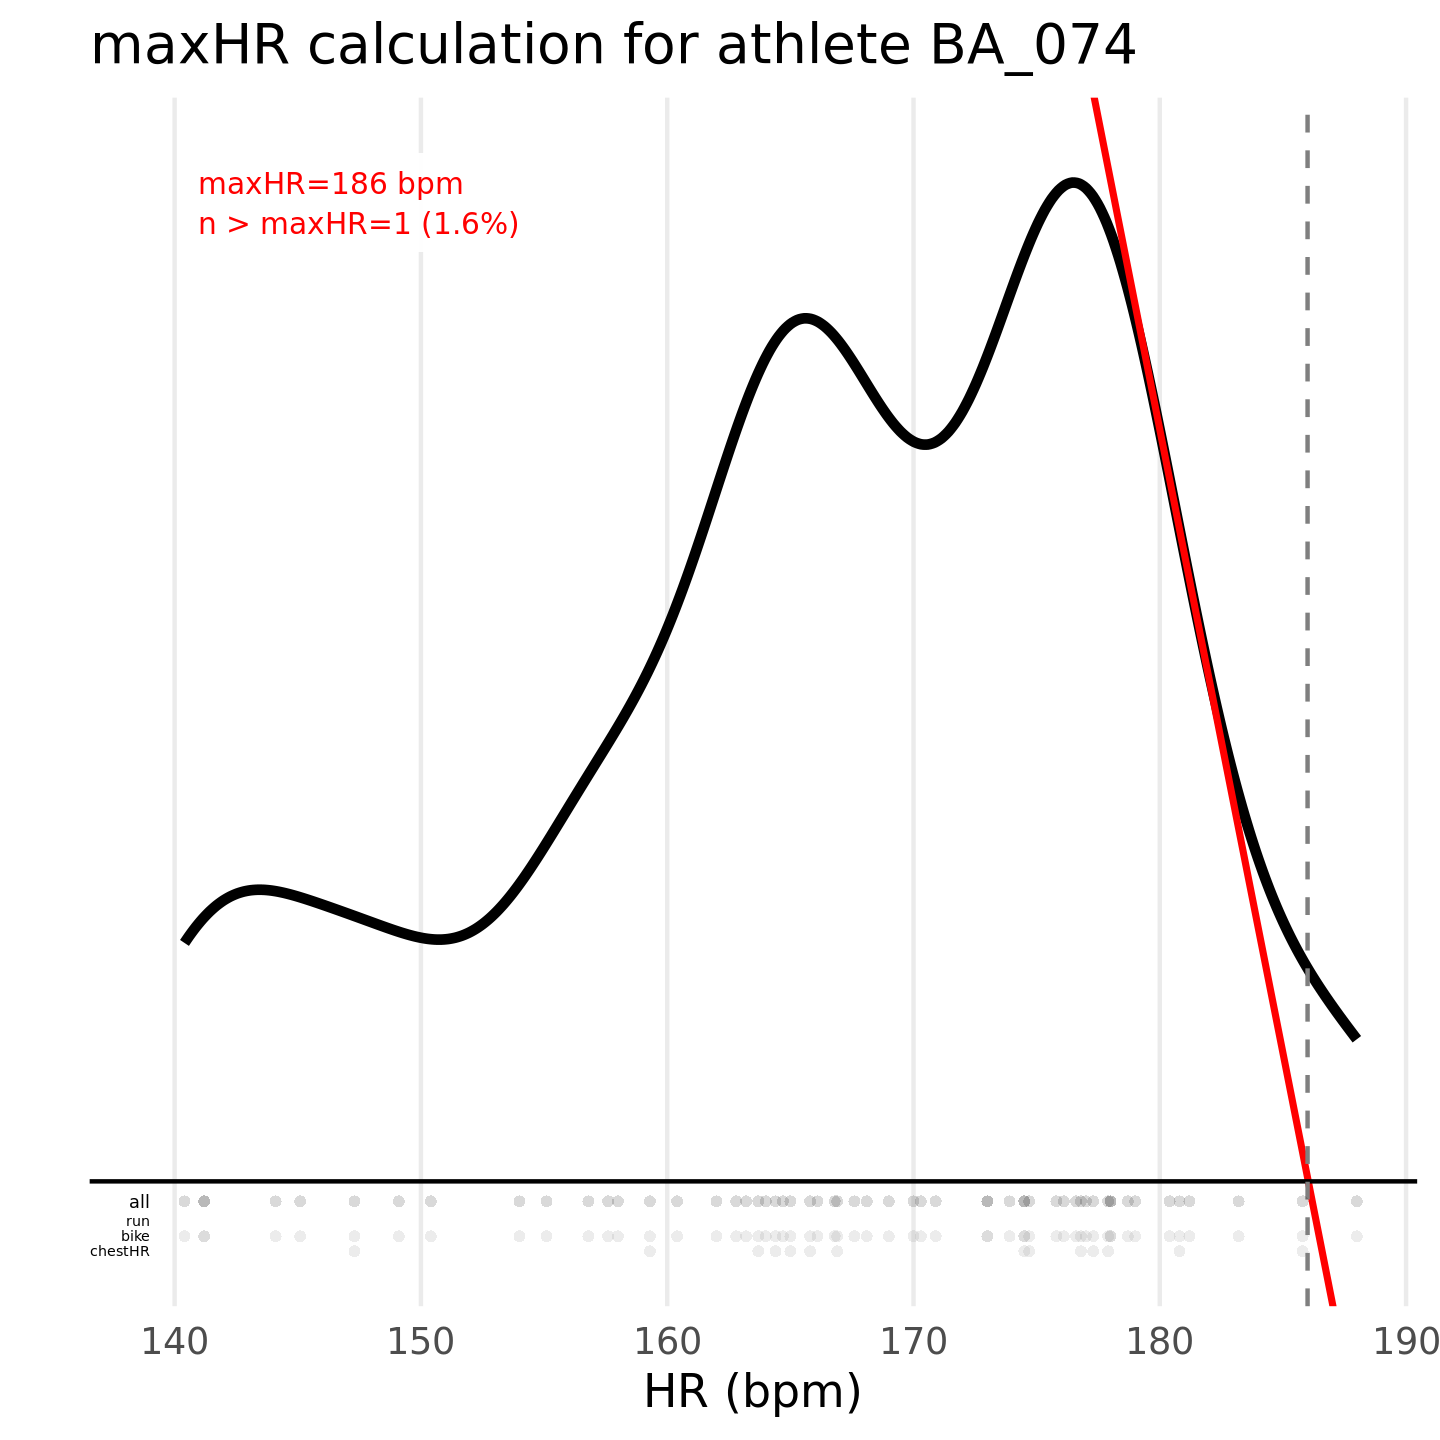 maxHR calculation for athlete BA_074
maxHR=186 bpm
n > maxHR=1 (1.6%)
all
run
bike
chestHR
140 150 160 170 180 190
HR (bpm)